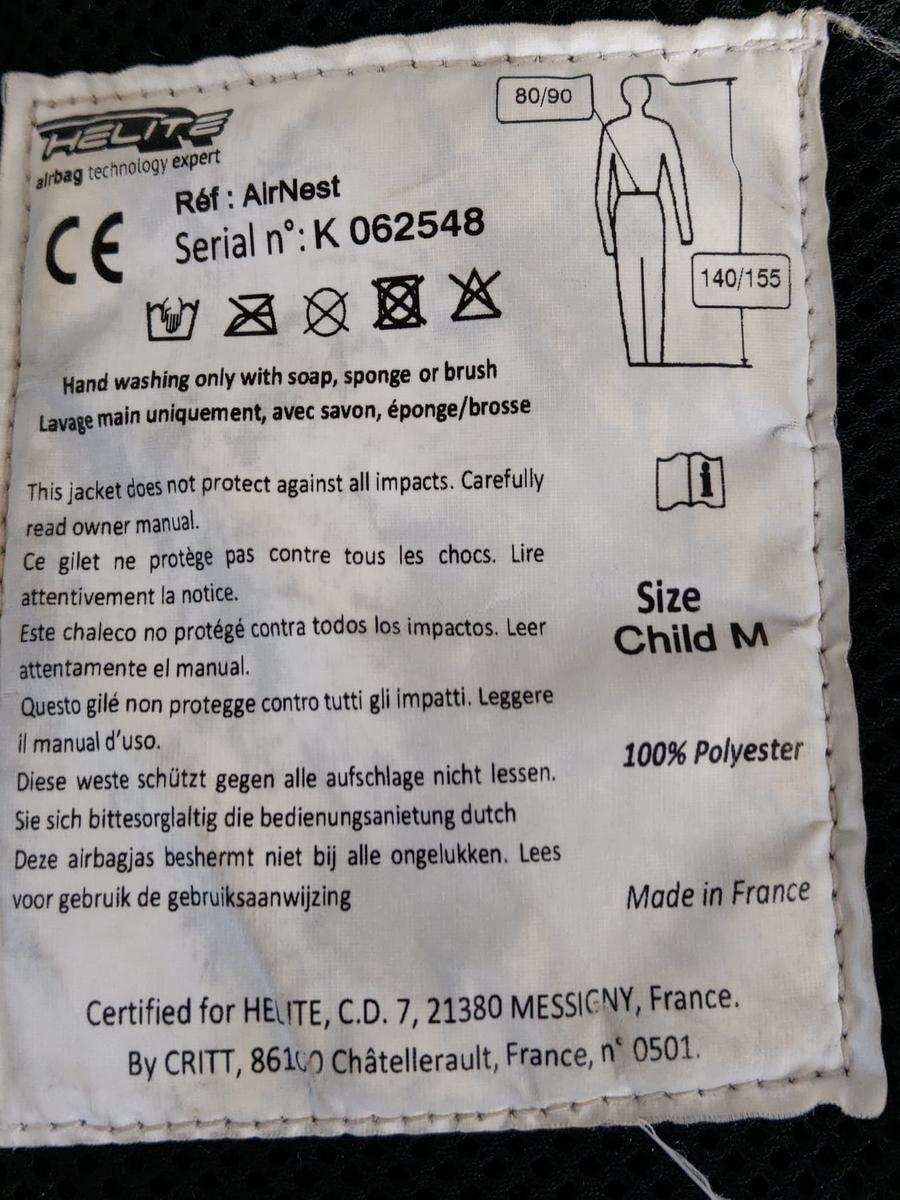 HELITE
airbag technology expert
CE
Réf : AirNest
Serial n°: K 062548
80/90
140/155
Hand washing only with soap, sponge or brush
Lavage main uniquement, avec savon, éponge/brosse
This jacket does not protect against all impacts. Carefully
read owner manual.
Ce gilet ne protège pas contre tous les chocs. Lire
attentivement la notice.
Este chaleco no protégé contra todos los impactos. Leer
attentamente el manual.
Questo gilé non protegge contro tutti gli impatti. Leggere
il manual d'uso.
Diese weste schützt gegen alle aufschlage nicht lessen.
Sie sich bittesorglaltig die bedienungsanietung dutch
Deze airbagjas beshermt niet bij alle ongelukken. Lees
voor gebruik de gebruiksaanwijzing
i
Size
Child M
100% Polyester
Made in France
Certified for HELITE, C.D. 7, 21380 MESSIGNY, France.
By CRITT, 86100 Châtellerault, France, n° 0501.